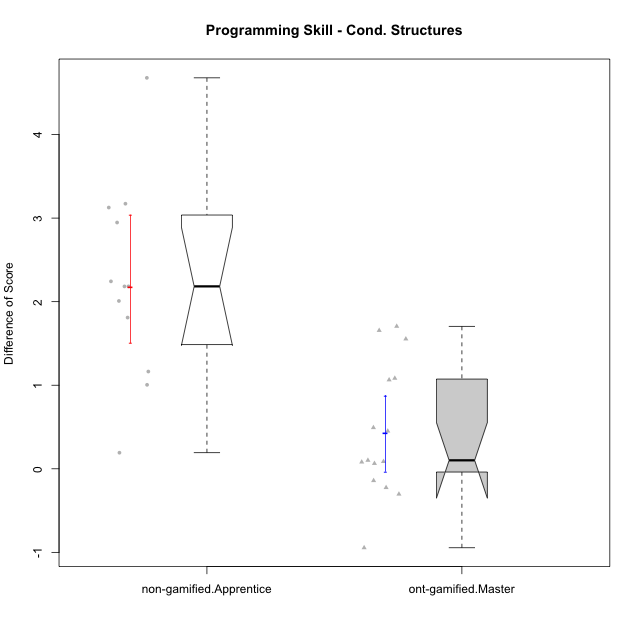 Programming Skill - Cond. Structures
Difference of Score
4
3
2
1
0
-1
non-gamified.Apprentice
ont-gamified.Master